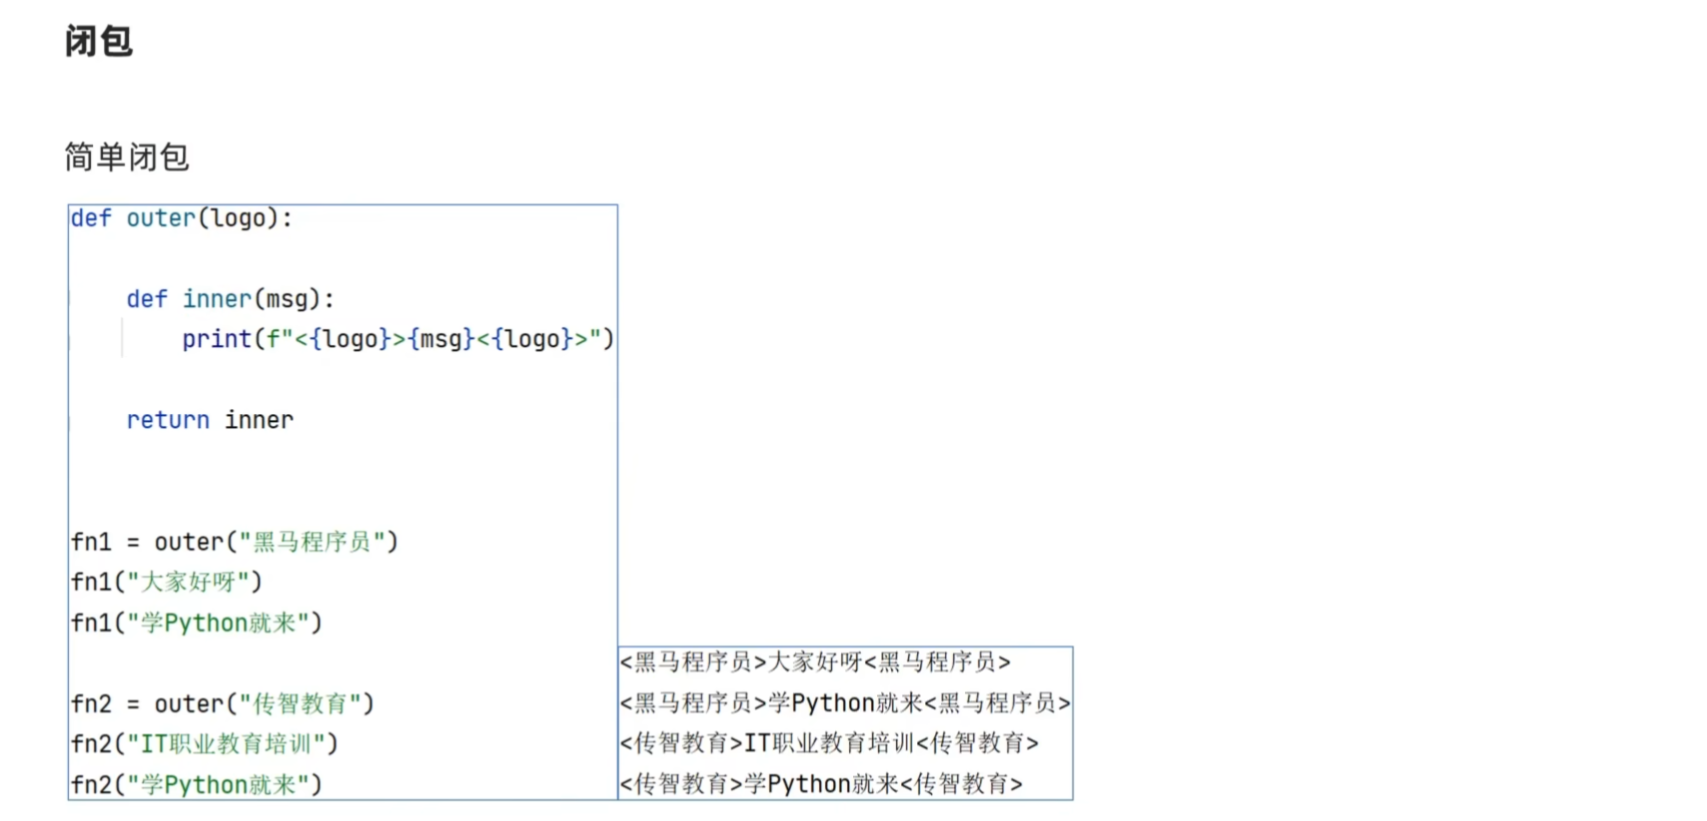 闭包
简单闭包
def outer(logo):
    def inner(msg):
        print(f"<{logo}>{msg}<{logo}>")
    return inner
fn1 = outer("黑马程序员")
fn1("大家好呀")
fn1("学Python就来")
fn2 = outer("传智教育")
fn2("IT职业教育培训")
fn2("学Python就来")
<黑马程序员>大家好呀<黑马程序员>
<黑马程序员>学Python就来<黑马程序员>
<传智教育>IT职业教育培训<传智教育>
<传智教育>学Python就来<传智教育>